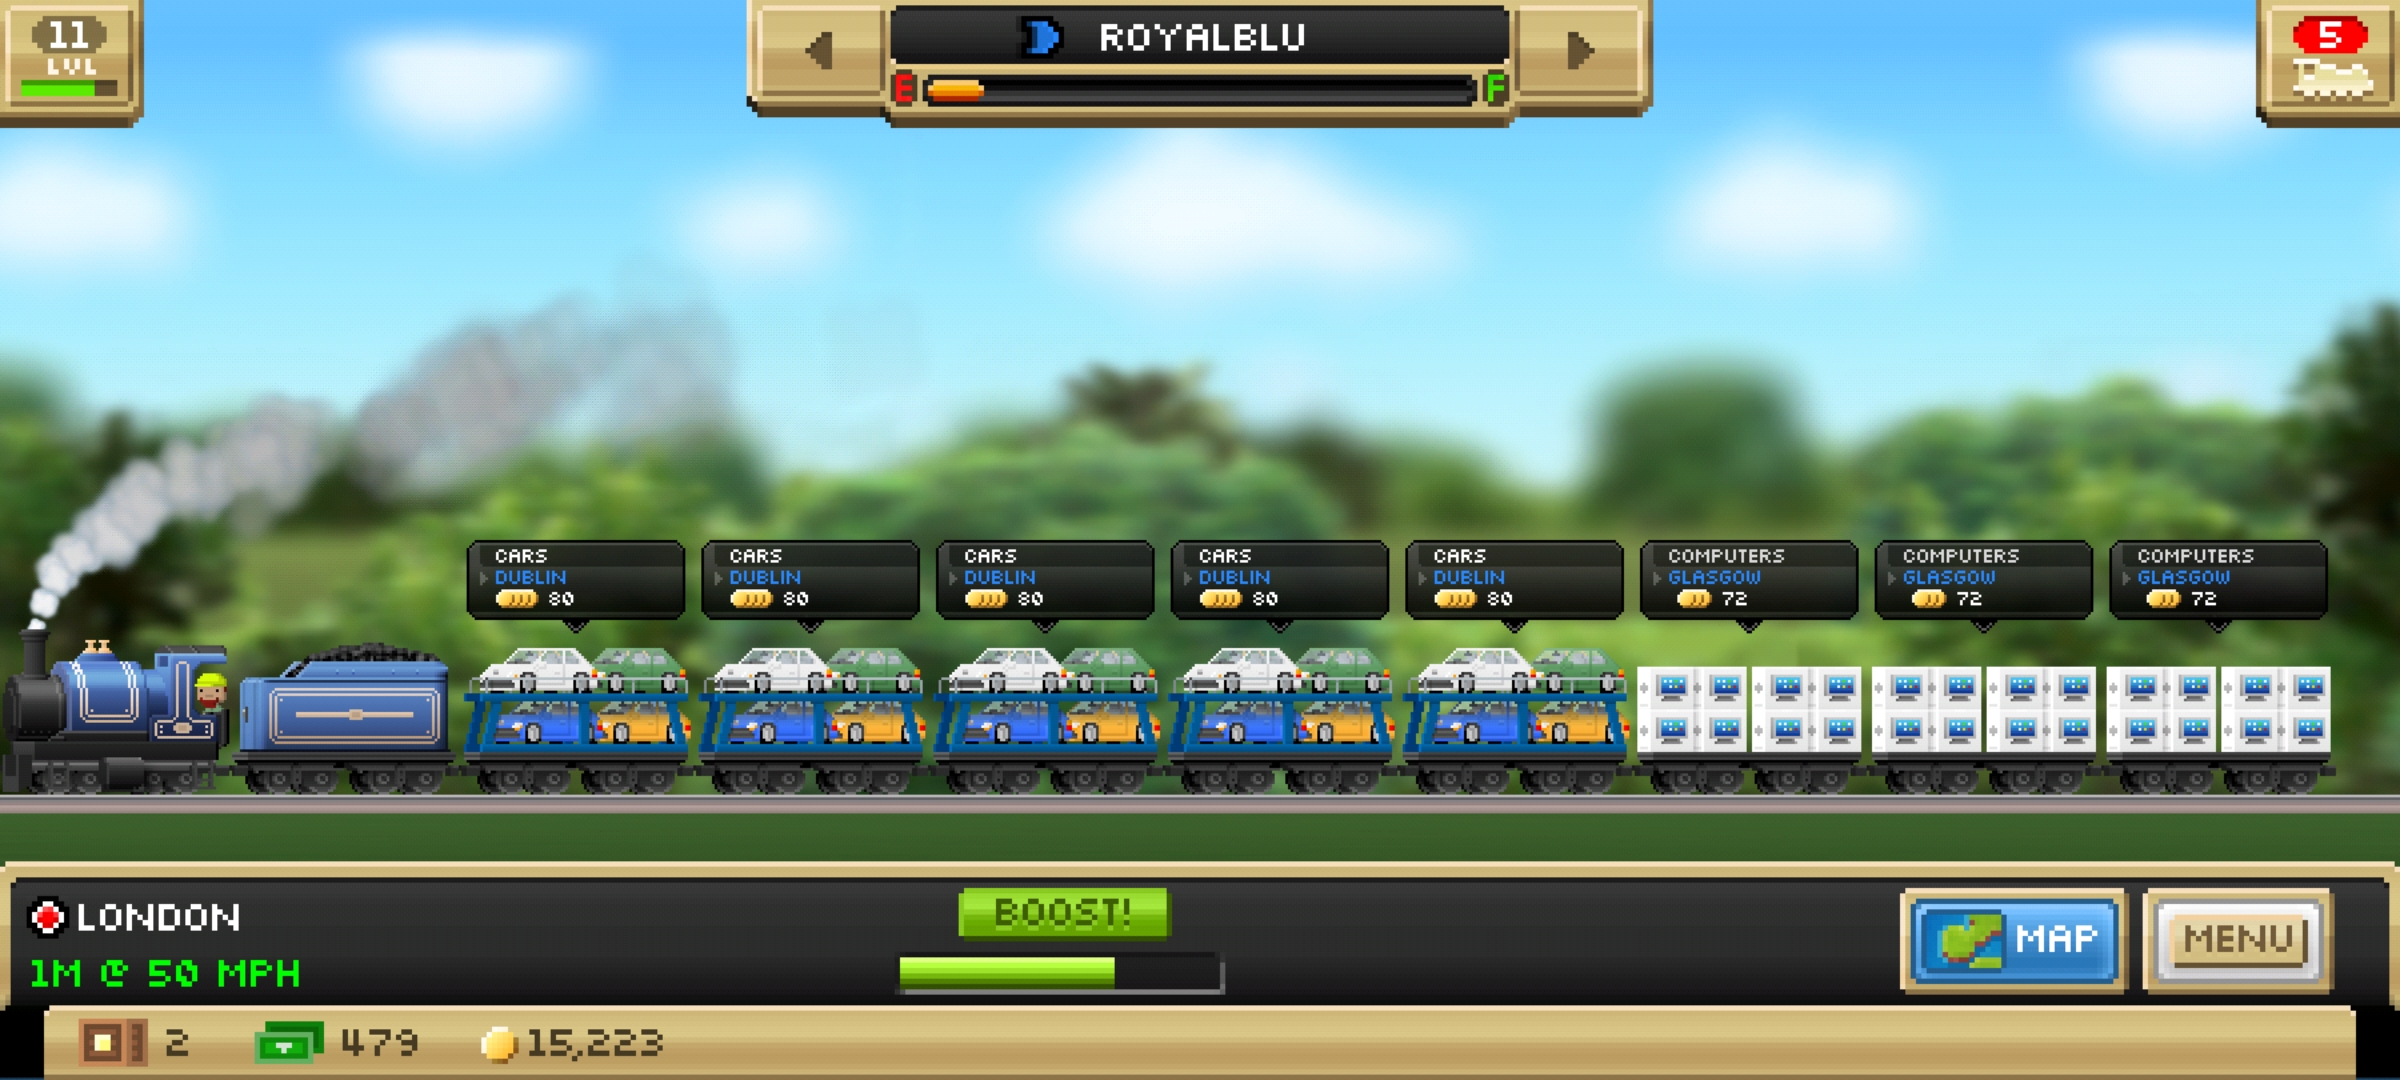 11
LVL
ROYALBLU
E F
5
CARS
DUBLIN
80
CARS
DUBLIN
80
CARS
DUBLIN
80
CARS
DUBLIN
80
CARS
DUBLIN
80
COMPUTERS
GLASGOW
72
COMPUTERS
GLASGOW
72
COMPUTERS
GLASGOW
72
LONDON
1M @ 50 MPH
BOOST!
MAP
MENU
2
479
15,223